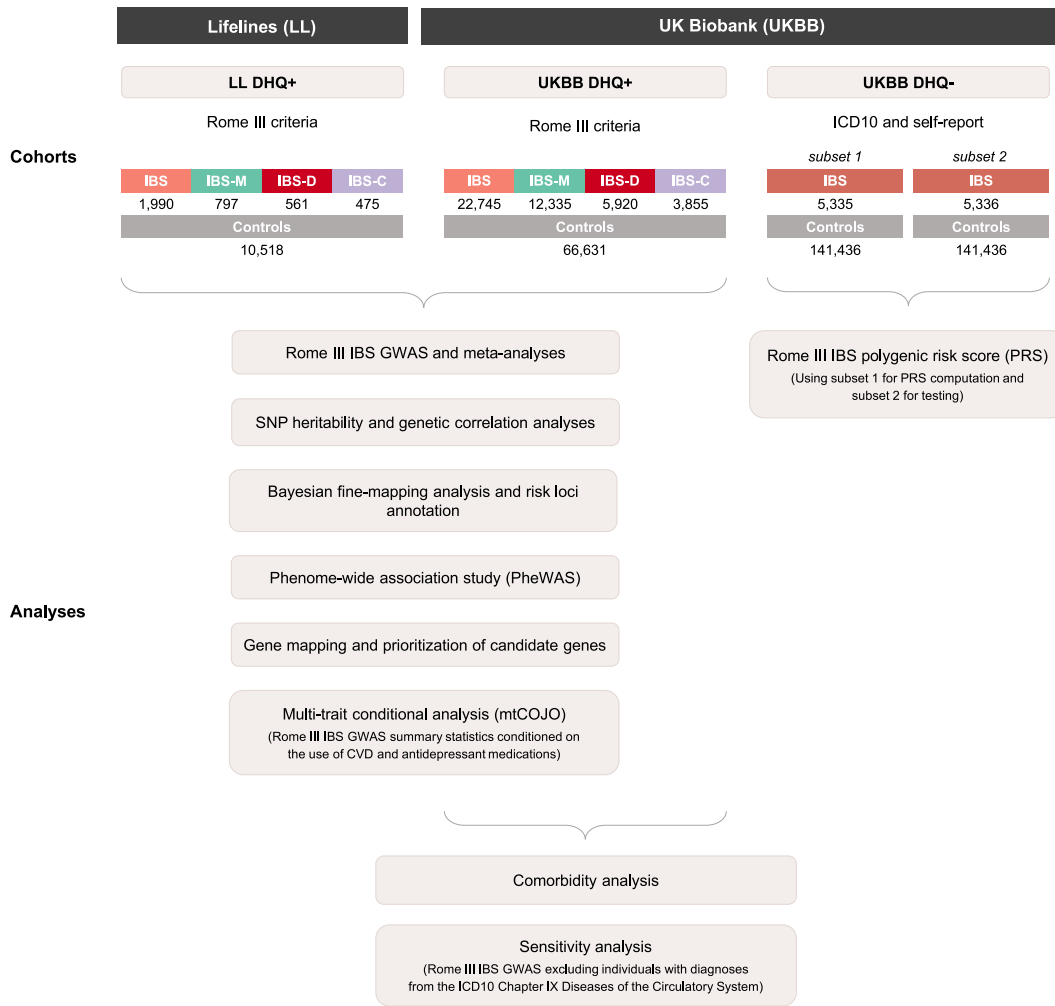 Lifelines (LL)
UK Biobank (UKBB)
LL DHQ+
UKBB DHQ+
UKBB DHQ-
Rome III criteria
Rome III criteria
ICD10 and self-report
Cohorts
subset 1
subset 2
IBS IBS-M IBS-D IBS-C
1,990 797 561 475
Controls
10,518
IBS IBS-M IBS-D IBS-C
22,745 12,335 5,920 3,855
Controls
66,631
IBS
5,335
Controls
141,436
IBS
5,336
Controls
141,436
Rome III IBS GWAS and meta-analyses
Rome III IBS polygenic risk score (PRS)
(Using subset 1 for PRS computation and
subset 2 for testing)
SNP heritability and genetic correlation analyses
Bayesian fine-mapping analysis and risk loci
annotation
Phenome-wide association study (PheWAS)
Analyses
Gene mapping and prioritization of candidate genes
Multi-trait conditional analysis (mtCOJO)
(Rome III IBS GWAS summary statistics conditioned on
the use of CVD and antidepressant medications)
Comorbidity analysis
Sensitivity analysis
(Rome III IBS GWAS excluding individuals with diagnoses
from the ICD10 Chapter IX Diseases of the Circulatory System)